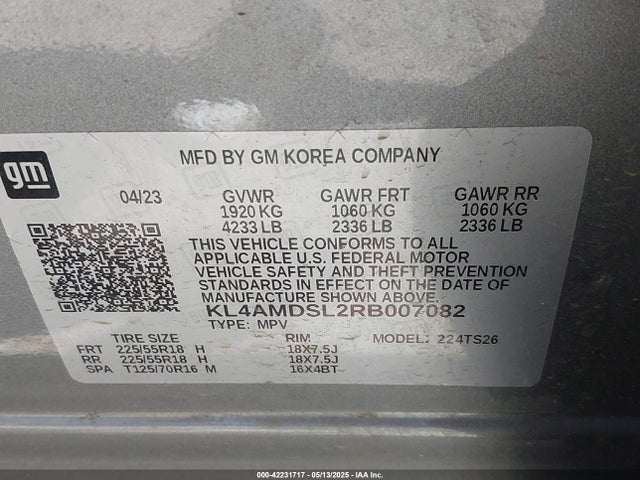 gm
MFD BY GM KOREA COMPANY
04/23 GVWR GAWR FRT GAWR RR
1920 KG 1060 KG 1060 KG
4233 LB 2336 LB 2336 LB
THIS VEHICLE CONFORMS TO ALL
APPLICABLE U.S. FEDERAL MOTOR
VEHICLE SAFETY AND THEFT PREVENTION
STANDARDS IN EFFECT ON THE DATE OF
MANUFACTURE SHOWN ABOVE.
KL4AMDSL2RB007082
TYPE: MPV MODEL: 224TS26
TIRE SIZE RIM
FRT 225/55R18 H 18X7.5J
RR 225/55R18 H 18X7.5J
SPA T125/70R16 M 16X4BT
000-42231717 - 05/13/2025 - IAAI.COM/CA